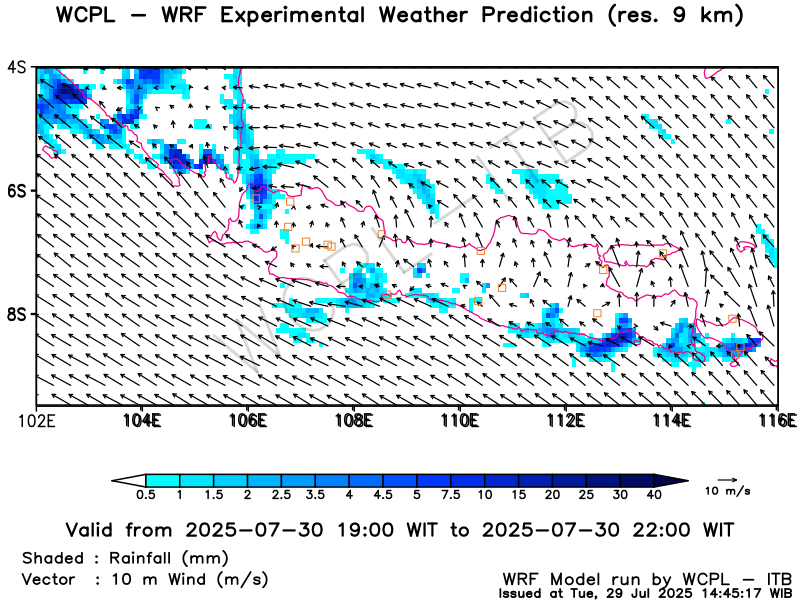 WCPL – WRF Experimental Weather Prediction (res. 9 km)
WCPL-ITB
4S
6S
8S
102E 104E 106E 108E 110E 112E 114E 116E
0.5 1 1.5 2 2.5 3.5 4 4.5 5 7.5 10 15 20 25 30 40
10 m/s
Valid from 2025-07-30 19:00 WIT to 2025-07-30 22:00 WIT
Shaded : Rainfall (mm)
Vector : 10 m Wind (m/s)
WRF Model run by WCPL – ITB
Issued at Tue, 29 Jul 2025 14:45:17 WIB